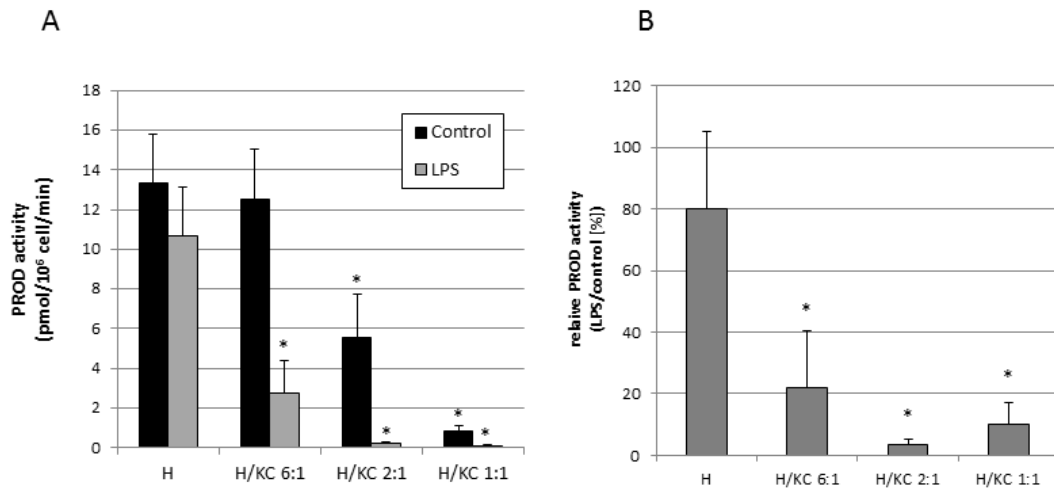 A
B
PROD activity
(pmol/10⁶ cell/min)
18
16
14
12
10
8
6
4
2
0
Control
LPS
*
*
*
*
*
H
H/KC 6:1
H/KC 2:1
H/KC 1:1
relaive PROD activity
(LPS/control [%])
120
100
80
60
40
20
0
*
*
*
H
H/KC 6:1
H/KC 2:1
H/KC 1:1